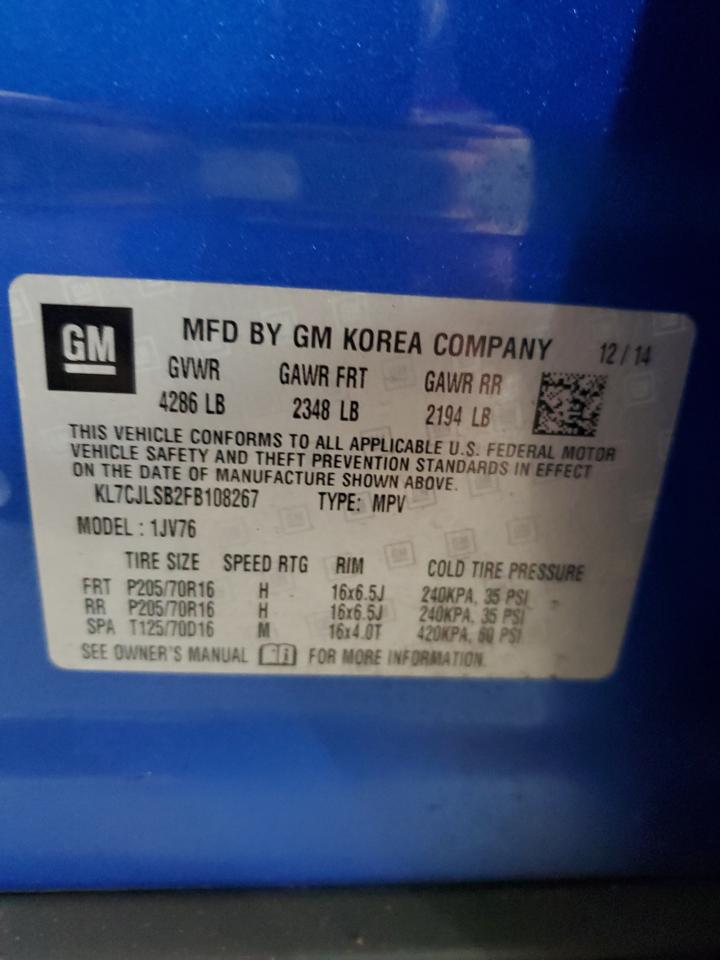 GM
MFD BY GM KOREA COMPANY 12/14
GVWR GAWR FRT GAWR RR
4286 LB 2348 LB 2194 LB
THIS VEHICLE CONFORMS TO ALL APPLICABLE U.S. FEDERAL MOTOR
VEHICLE SAFETY AND THEFT PREVENTION STANDARDS IN EFFECT
ON THE DATE OF MANUFACTURE SHOWN ABOVE.
KL7CJLSB2FB108267 TYPE: MPV
MODEL : 1JV76
TIRE SIZE SPEED RTG RIM COLD TIRE PRESSURE
FRT P205/70R16 H 16x6.5J 240KPA, 35 PSI
RR P205/70R16 H 16x6.5J 240KPA, 35 PSI
SPA T125/70D16 M 16x4.0T 420KPA, 60 PSI
SEE OWNER'S MANUAL FOR MORE INFORMATION.